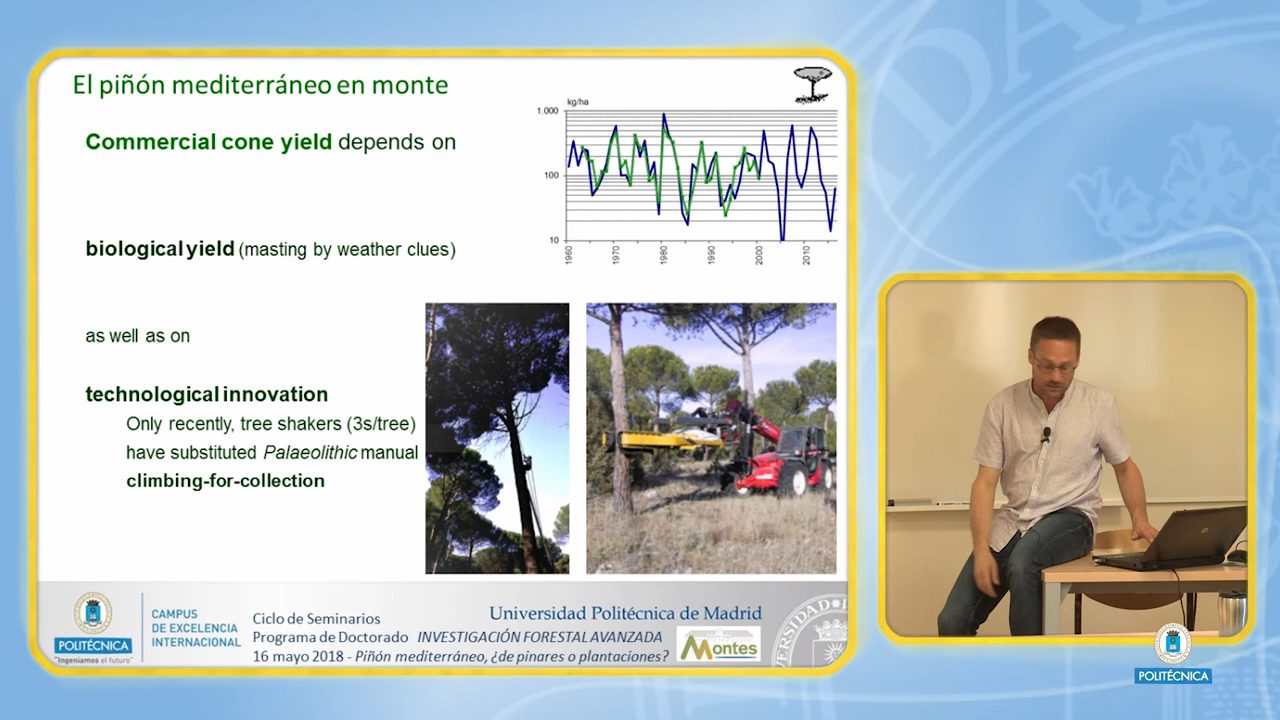 El piñón mediterráneo en monte
Commercial cone yield depends on
biological yield (masting by weather clues)
as well as on
technological innovation
Only recently, tree shakers (3s/tree)
have substituted Palaeolithic manual
climbing-for-collection
kg/ha
1.000
100
10
1960
1970
1980
1990
2000
2010
POLITÉCNICA
"Ingeniamos el futuro"
CAMPUS
DE EXCELENCIA
INTERNACIONAL
Ciclo de Seminarios
Universidad Politécnica de Madrid
Programa de Doctorado INVESTIGACIÓN FORESTAL AVANZADA
16 mayo 2018 - Piñón mediterráneo, ¿de pinares o plantaciones?
Montes
POLITÉCNICA